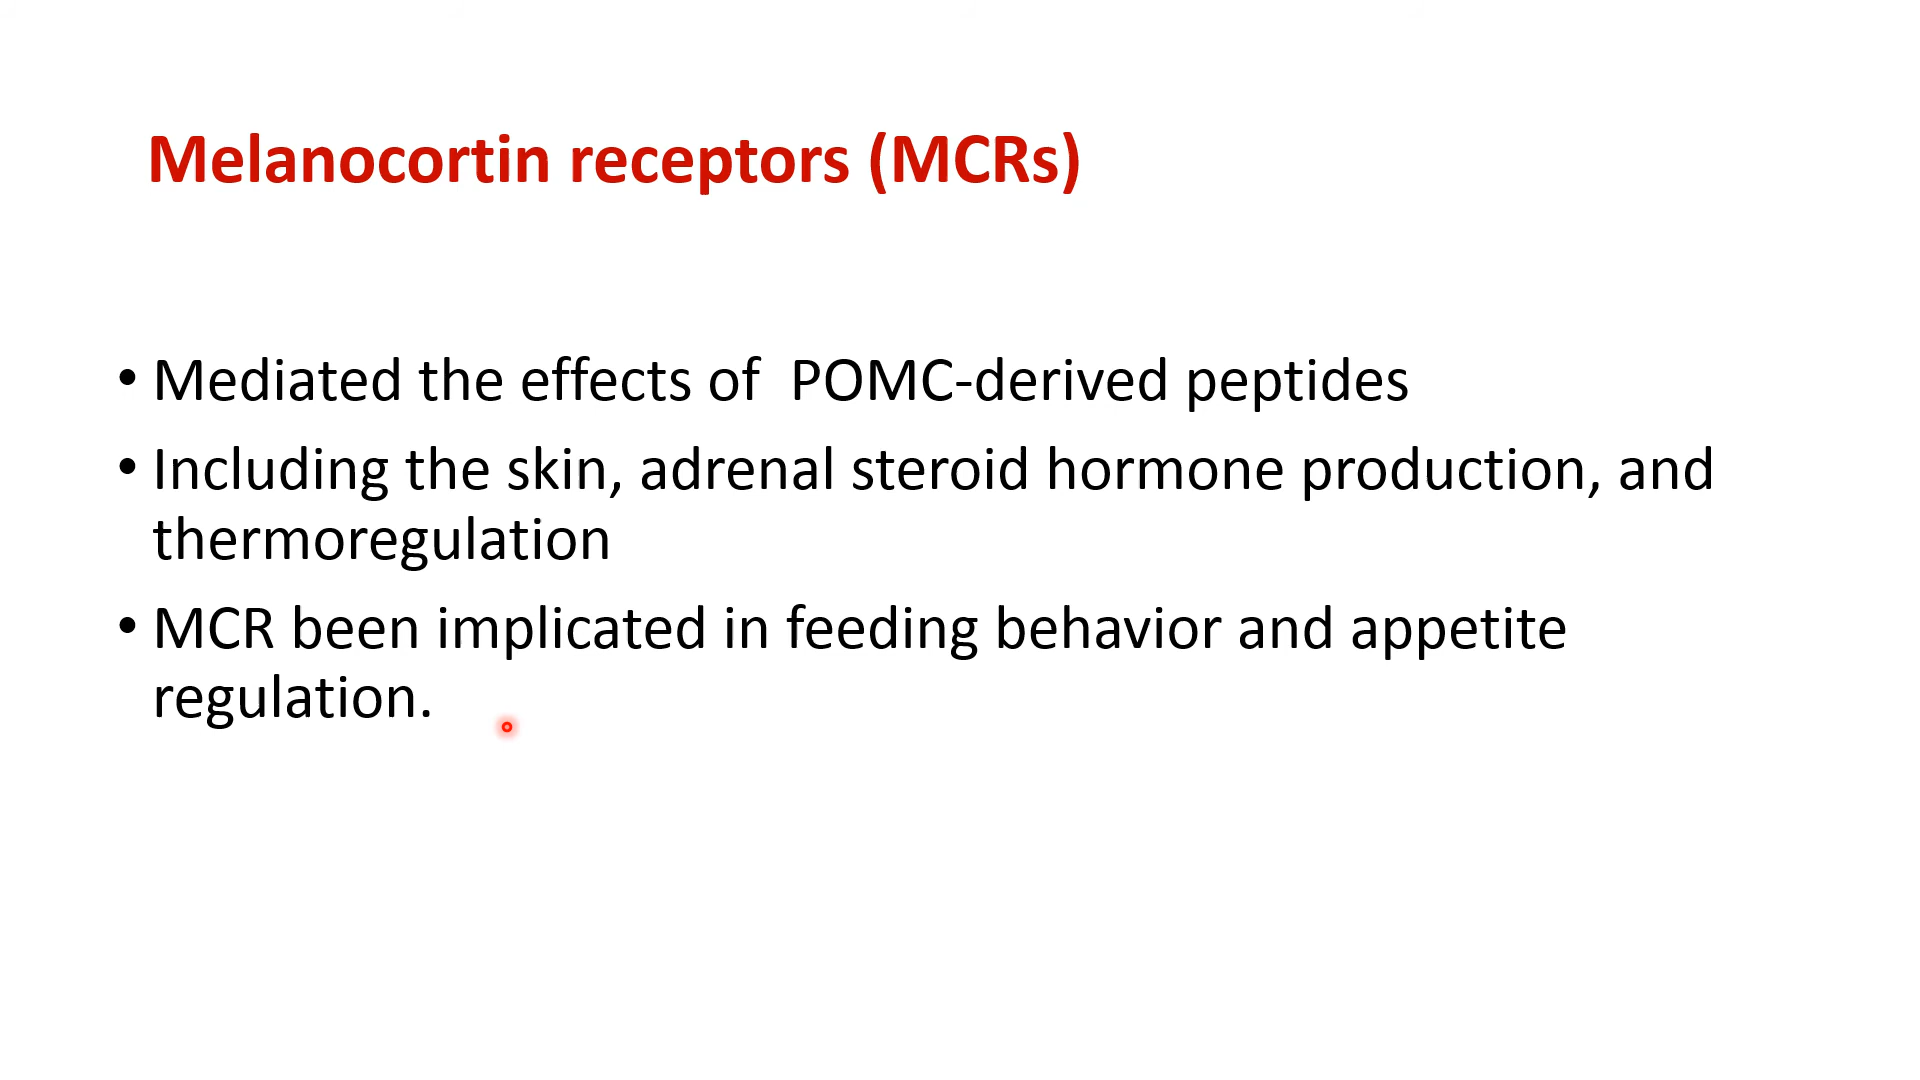 Melanocortin receptors (MCRs)
• Mediated the effects of  POMC-derived peptides
• Including the skin, adrenal steroid hormone production, and
thermoregulation
• MCR been implicated in feeding behavior and appetite
regulation.